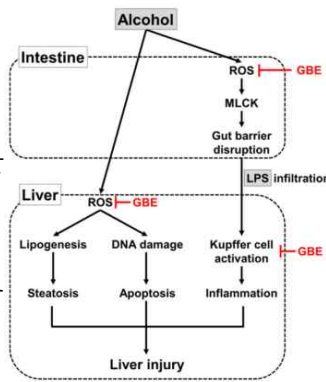 Alcohol
Intestine
ROS
GBE
MLCK
Gut barrier
disruption
LPS infiltration
Liver
ROS
GBE
Lipogenesis
DNA damage
Kupffer cell
activation
GBE
Steatosis
Apoptosis
Inflammation
Liver injury